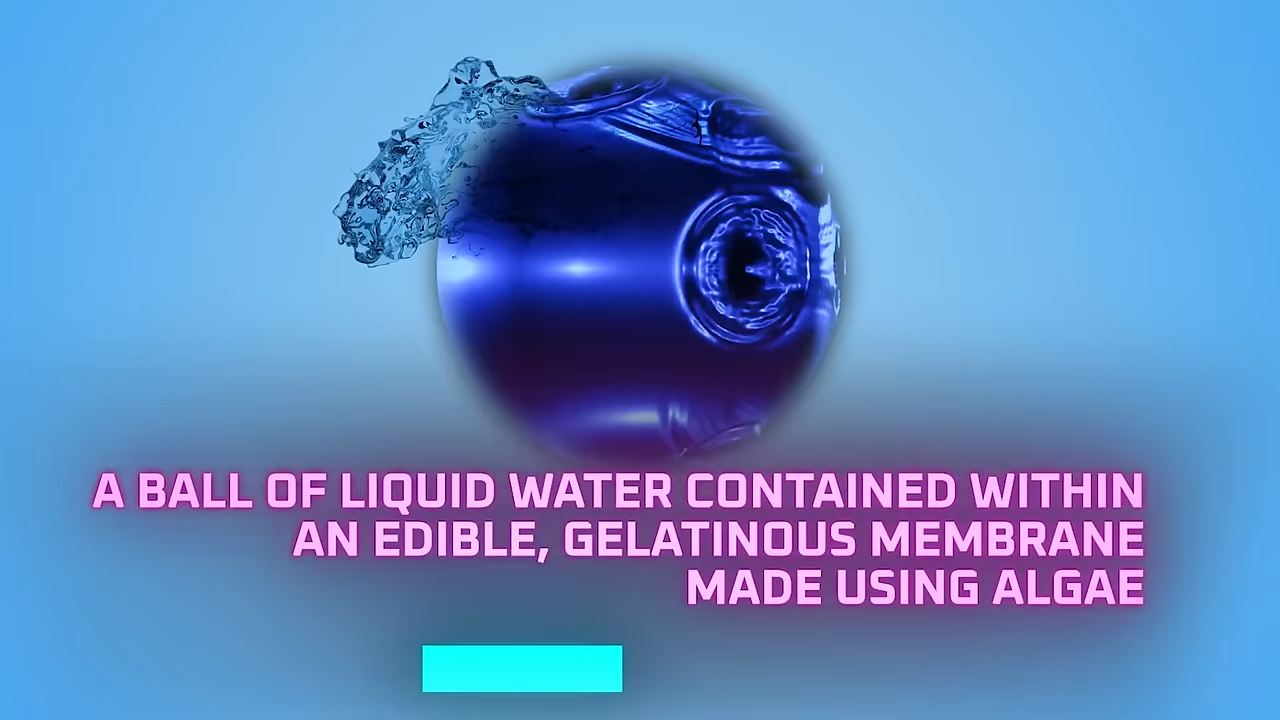 A BALL OF LIQUID WATER CONTAINED WITHIN
AN EDIBLE, GELATINOUS MEMBRANE
MADE USING ALGAE